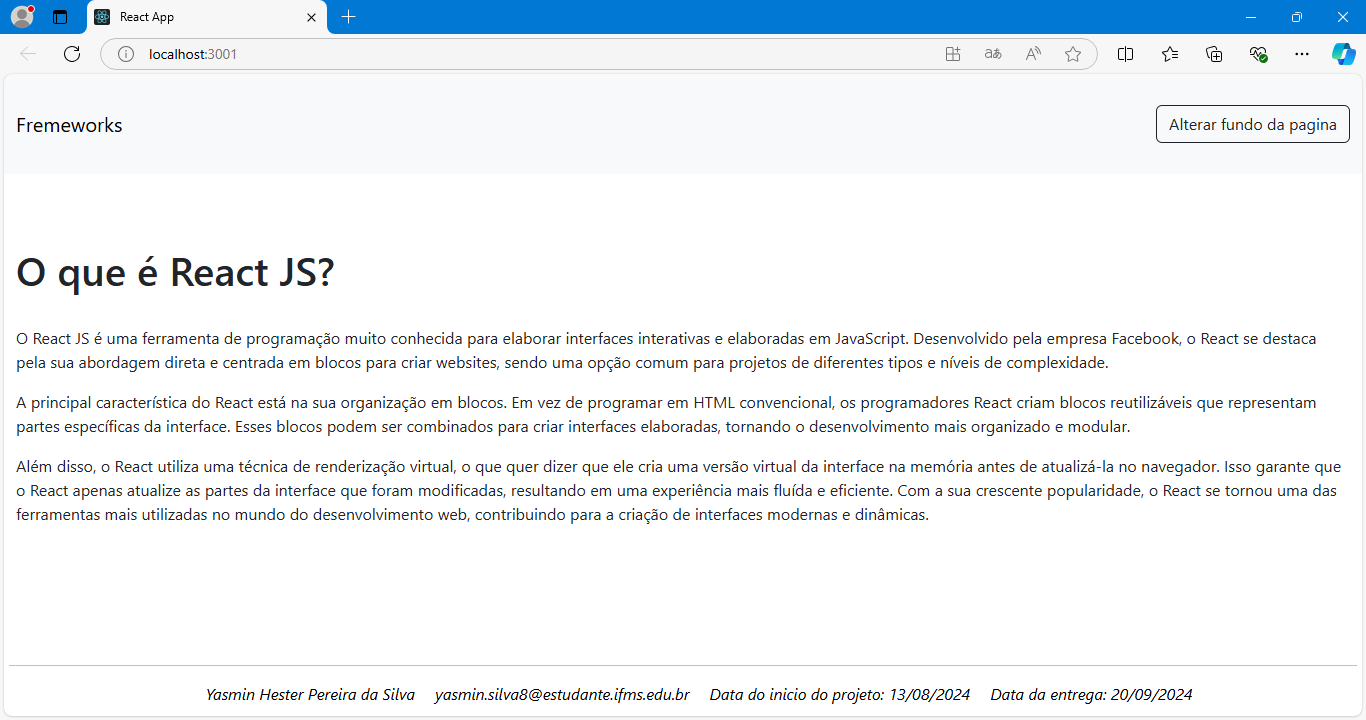 React App
localhost:3001
Fremeworks
Alterar fundo da pagina
O que é React JS?
O React JS é uma ferramenta de programação muito conhecida para elaborar interfaces interativas e elaboradas em JavaScript. Desenvolvido pela empresa Facebook, o React se destaca
pela sua abordagem direta e centrada em blocos para criar websites, sendo uma opção comum para projetos de diferentes tipos e níveis de complexidade.
A principal característica do React está na sua organização em blocos. Em vez de programar em HTML convencional, os programadores React criam blocos reutilizáveis que representam
partes específicas da interface. Esses blocos podem ser combinados para criar interfaces elaboradas, tornando o desenvolvimento mais organizado e modular.
Além disso, o React utiliza uma técnica de renderização virtual, o que quer dizer que ele cria uma versão virtual da interface na memória antes de atualizá-la no navegador. Isso garante que
o React apenas atualize as partes da interface que foram modificadas, resultando em uma experiência mais fluída e eficiente. Com a sua crescente popularidade, o React se tornou uma das
ferramentas mais utilizadas no mundo do desenvolvimento web, contribuindo para a criação de interfaces modernas e dinâmicas.
Yasmin Hester Pereira da Silva yasmin.silva8@estudante.ifms.edu.br Data do inicio do projeto: 13/08/2024 Data da entrega: 20/09/2024